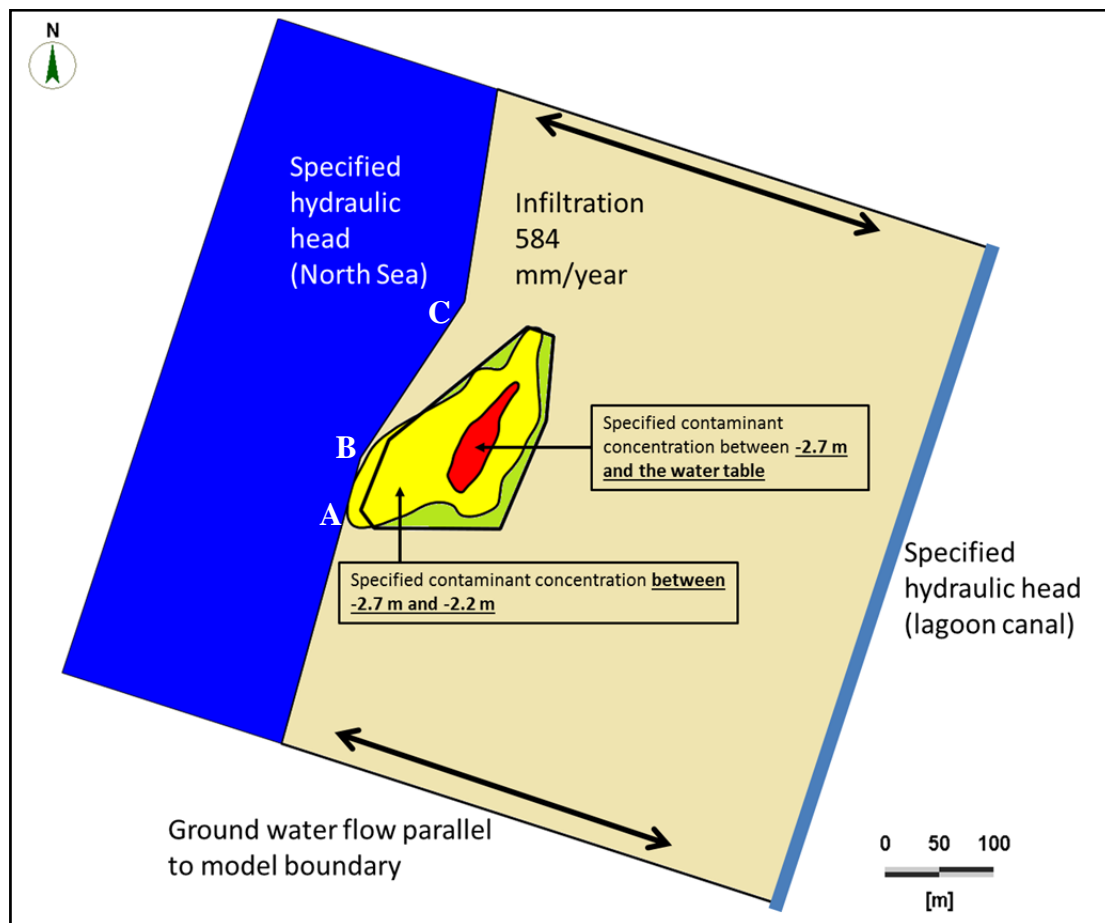 N
Specified
hydraulic
head
(North Sea)
Infiltration
584
mm/year
C
B
A
Specified contaminant
concentration between -2.7 m
and the water table
Specified contaminant concentration between
-2.7 m and -2.2 m
Specified
hydraulic head
(lagoon canal)
Ground water flow parallel
to model boundary
0 50 100
[m]